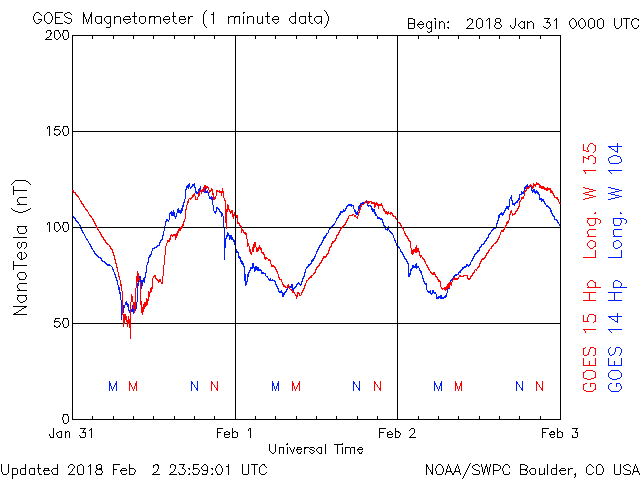 GOES Magnetometer (1 minute data)
Begin: 2018 Jan 31 0000 UTC
200
150
100
50
0
NanoTesla (nT)
M M N N M M N N M M N N
Jan 31 Feb 1 Feb 2 Feb 3
Universal Time
GOES 15 Hp Long. W 135
GOES 14 Hp Long. W 104
Updated 2018 Feb 2 23:59:01 UTC
NOAA/SWPC Boulder, CO USA